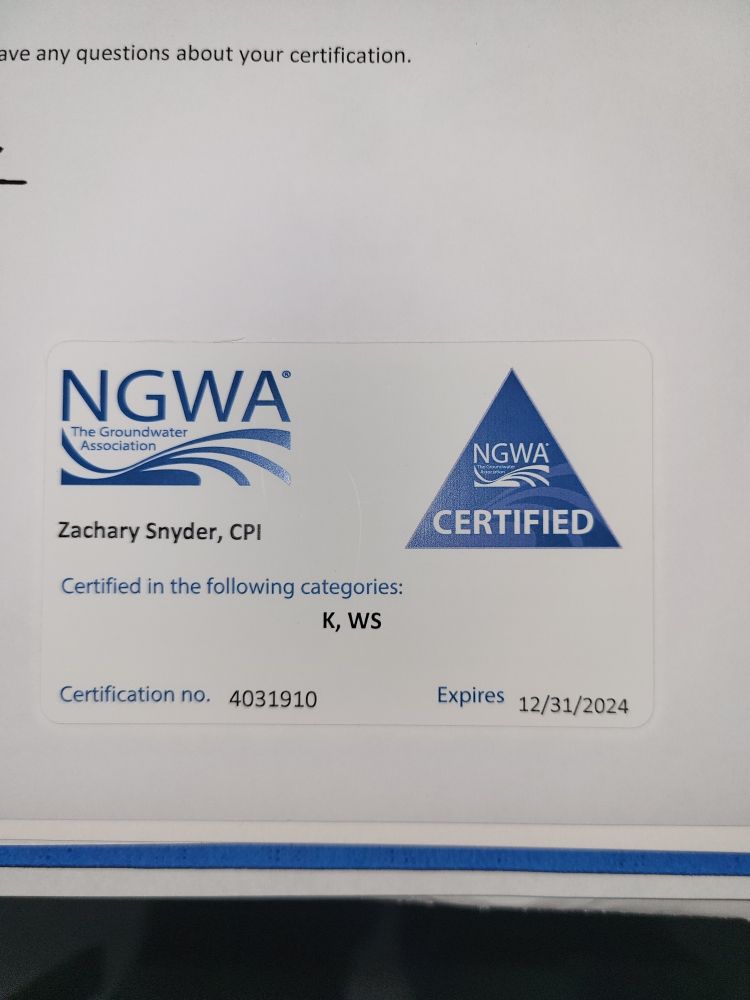 ave any questions about your certification.
NGWA®
The Groundwater
Association
NGWA
The Groundwater
Association
CERTIFIED
Zachary Snyder, CPI
Certified in the following categories:
K, WS
Certification no. 4031910
Expires 12/31/2024